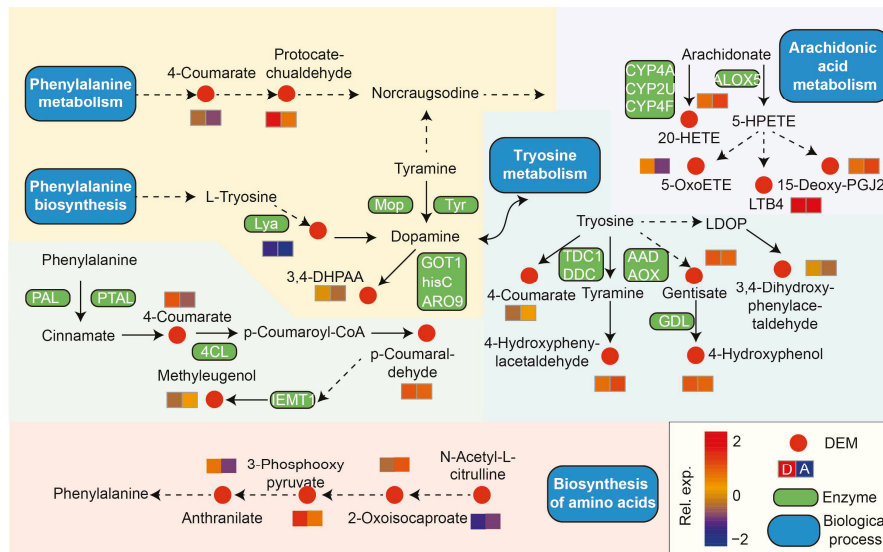 Phenylalanine
metabolism
4-Coumarate
Protocate-
chualdehyde
Norcraugsodine
Phenylalanine
biosynthesis
L-Tryosine
Lya
Tyramine
Mop
Tyr
Dopamine
3,4-DHPAA
GOT1
hisC
ARO9
Tryosine
metabolism
Arachidonate
CYP4A
CYP2U
CYP4F
ALOX5
20-HETE
5-HPETE
5-OxoETE
LTB4
15-Deoxy-PGJ2
Arachidonic
acid
metabolism
Phenylalanine
PAL
PTAL
Cinnamate
4-Coumarate
4CL
p-Coumaroyl-CoA
p-Coumaral-
dehyde
Methyleugenol
IEMT1
Tryosine
LDOP
4-Coumarate
TDC1
DDC
AAD
AOX
Tyramine
Gentisate
3,4-Dihydroxy-
phenylace-
taldehyde
GDL
4-Hydroxypheny-
lacetaldehyde
4-Hydroxyphenol
Phenylalanine
Anthranilate
3-Phosphooxy
pyruvate
2-Oxoisocaproate
N-Acetyl-L-
citrulline
Biosynthesis
of amino acids
Rel. exp.
2
0
−2
DEM
D A
Enzyme
Biological
process